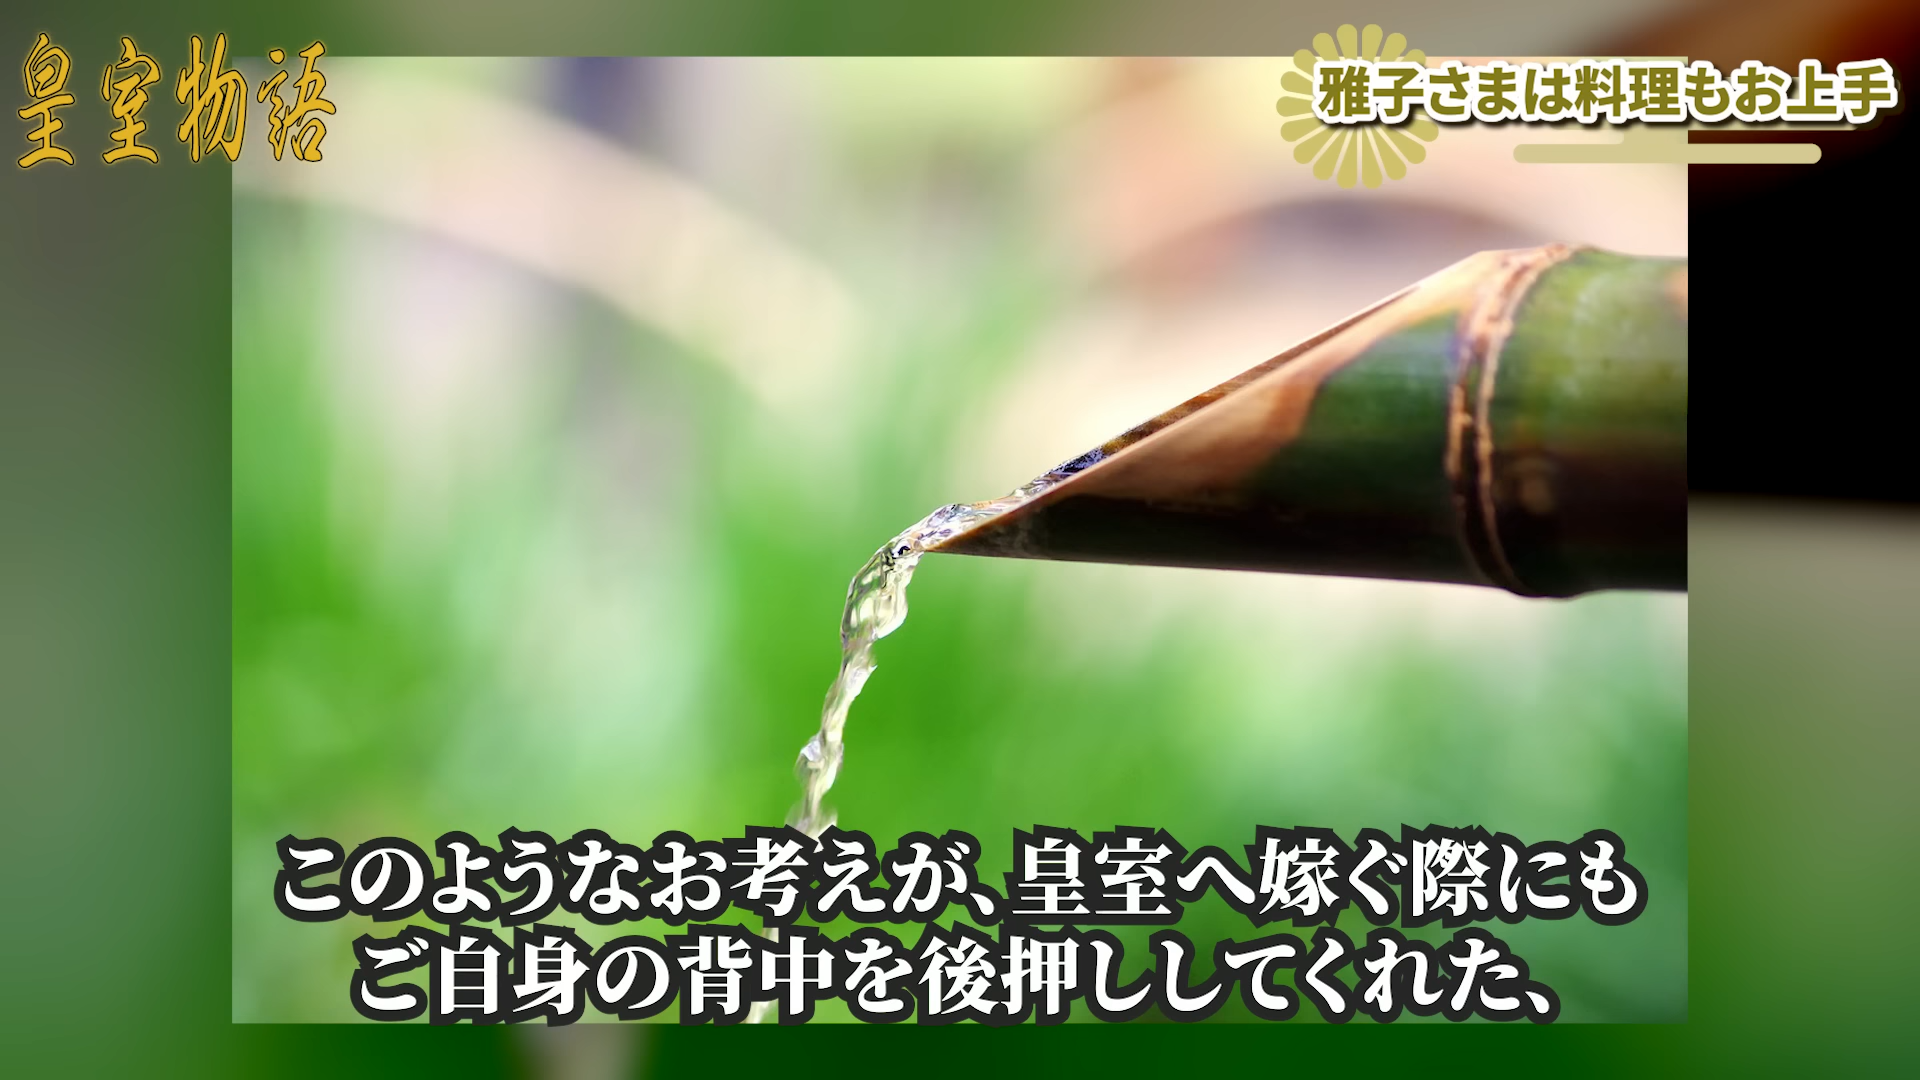 皇室物語
雅子さまは料理もお上手
このようなお考えが、皇室へ嫁ぐ際にも
ご自身の背中を後押ししてくれた、